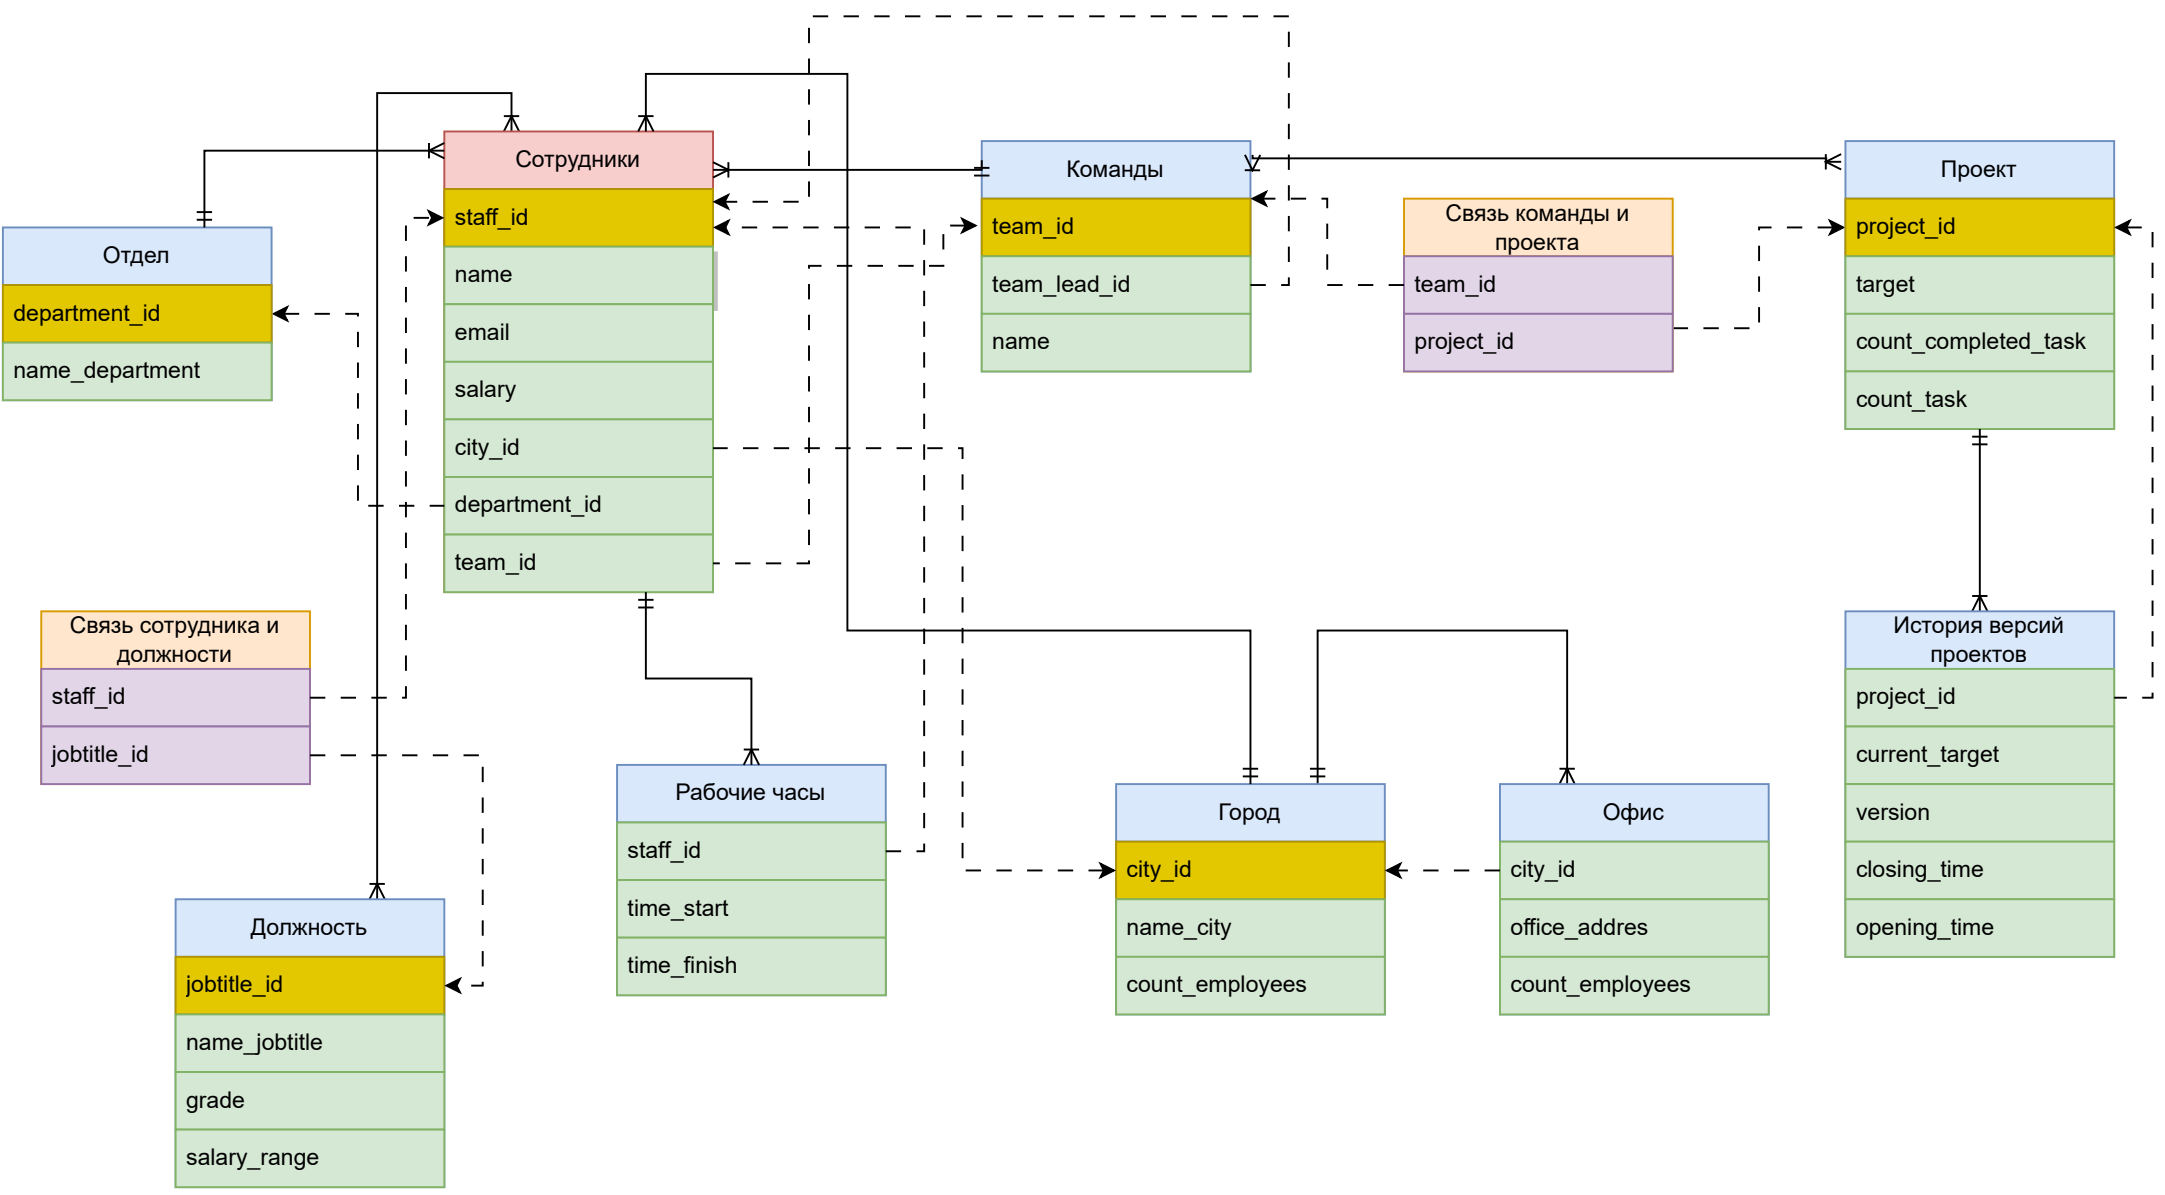 Отдел
department_id
name_department
Сотрудники
staff_id
name
email
salary
city_id
department_id
team_id
Команды
team_id
team_lead_id
name
Связь команды и
проекта
team_id
project_id
Проект
project_id
target
count_completed_task
count_task
Связь сотрудника и
должности
staff_id
jobtitle_id
Должность
jobtitle_id
name_jobtitle
grade
salary_range
Рабочие часы
staff_id
time_start
time_finish
Город
city_id
name_city
count_employees
Офис
city_id
office_addres
count_employees
История версий
проектов
project_id
current_target
version
closing_time
opening_time